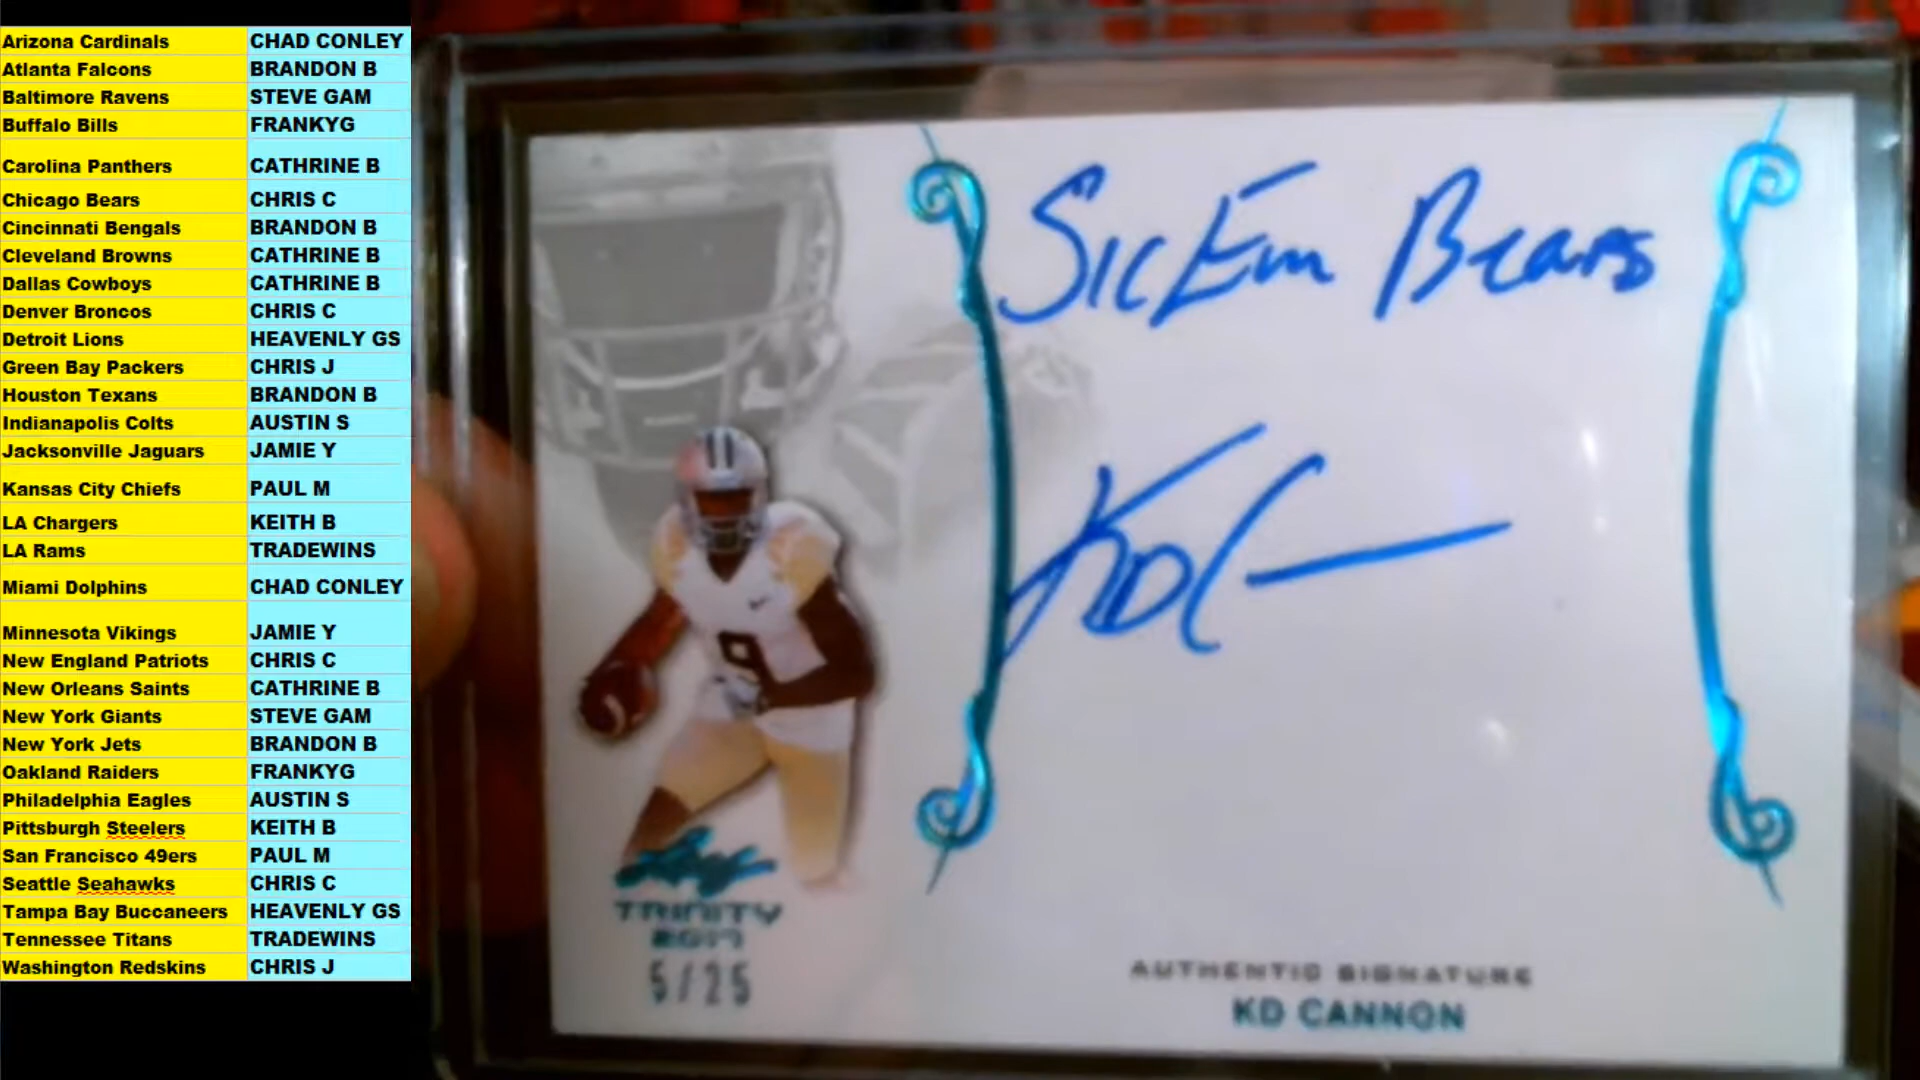 Arizona Cardinals CHAD CONLEY
Atlanta Falcons BRANDON B
Baltimore Ravens STEVE GAM
Buffalo Bills FRANKYG
Carolina Panthers CATHRINE B
Chicago Bears CHRIS C
Cincinnati Bengals BRANDON B
Cleveland Browns CATHRINE B
Dallas Cowboys CATHRINE B
Denver Broncos CHRIS C
Detroit Lions HEAVENLY GS
Green Bay Packers CHRIS J
Houston Texans BRANDON B
Indianapolis Colts AUSTIN S
Jacksonville Jaguars JAMIE Y
Kansas City Chiefs PAUL M
LA Chargers KEITH B
LA Rams TRADEWINS
Miami Dolphins CHAD CONLEY
Minnesota Vikings JAMIE Y
New England Patriots CHRIS C
New Orleans Saints CATHRINE B
New York Giants STEVE GAM
New York Jets BRANDON B
Oakland Raiders FRANKYG
Philadelphia Eagles AUSTIN S
Pittsburgh Steelers KEITH B
San Francisco 49ers PAUL M
Seattle Seahawks CHRIS C
Tampa Bay Buccaneers HEAVENLY GS
Tennessee Titans TRADEWINS
Washington Redskins CHRIS J
Sic Em Bears
KDC
9
Leaf
TRINITY
2017
5/25
AUTHENTIC SIGNATURE
KD CANNON